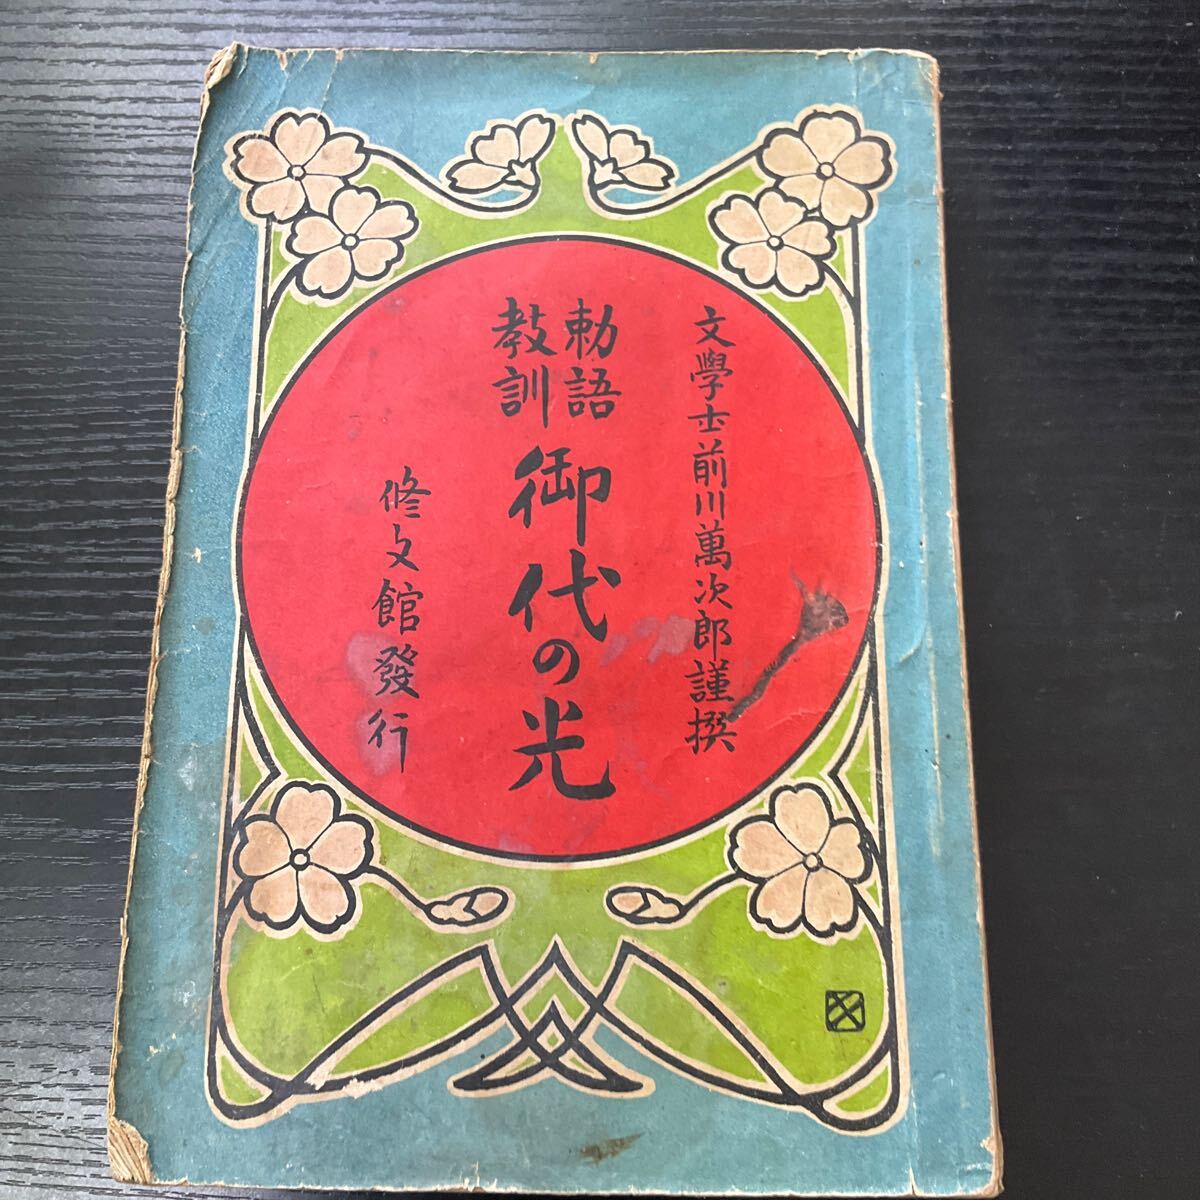 文學士前川萬次郎謹撰
勅語
教訓
御代の光
修文館發行